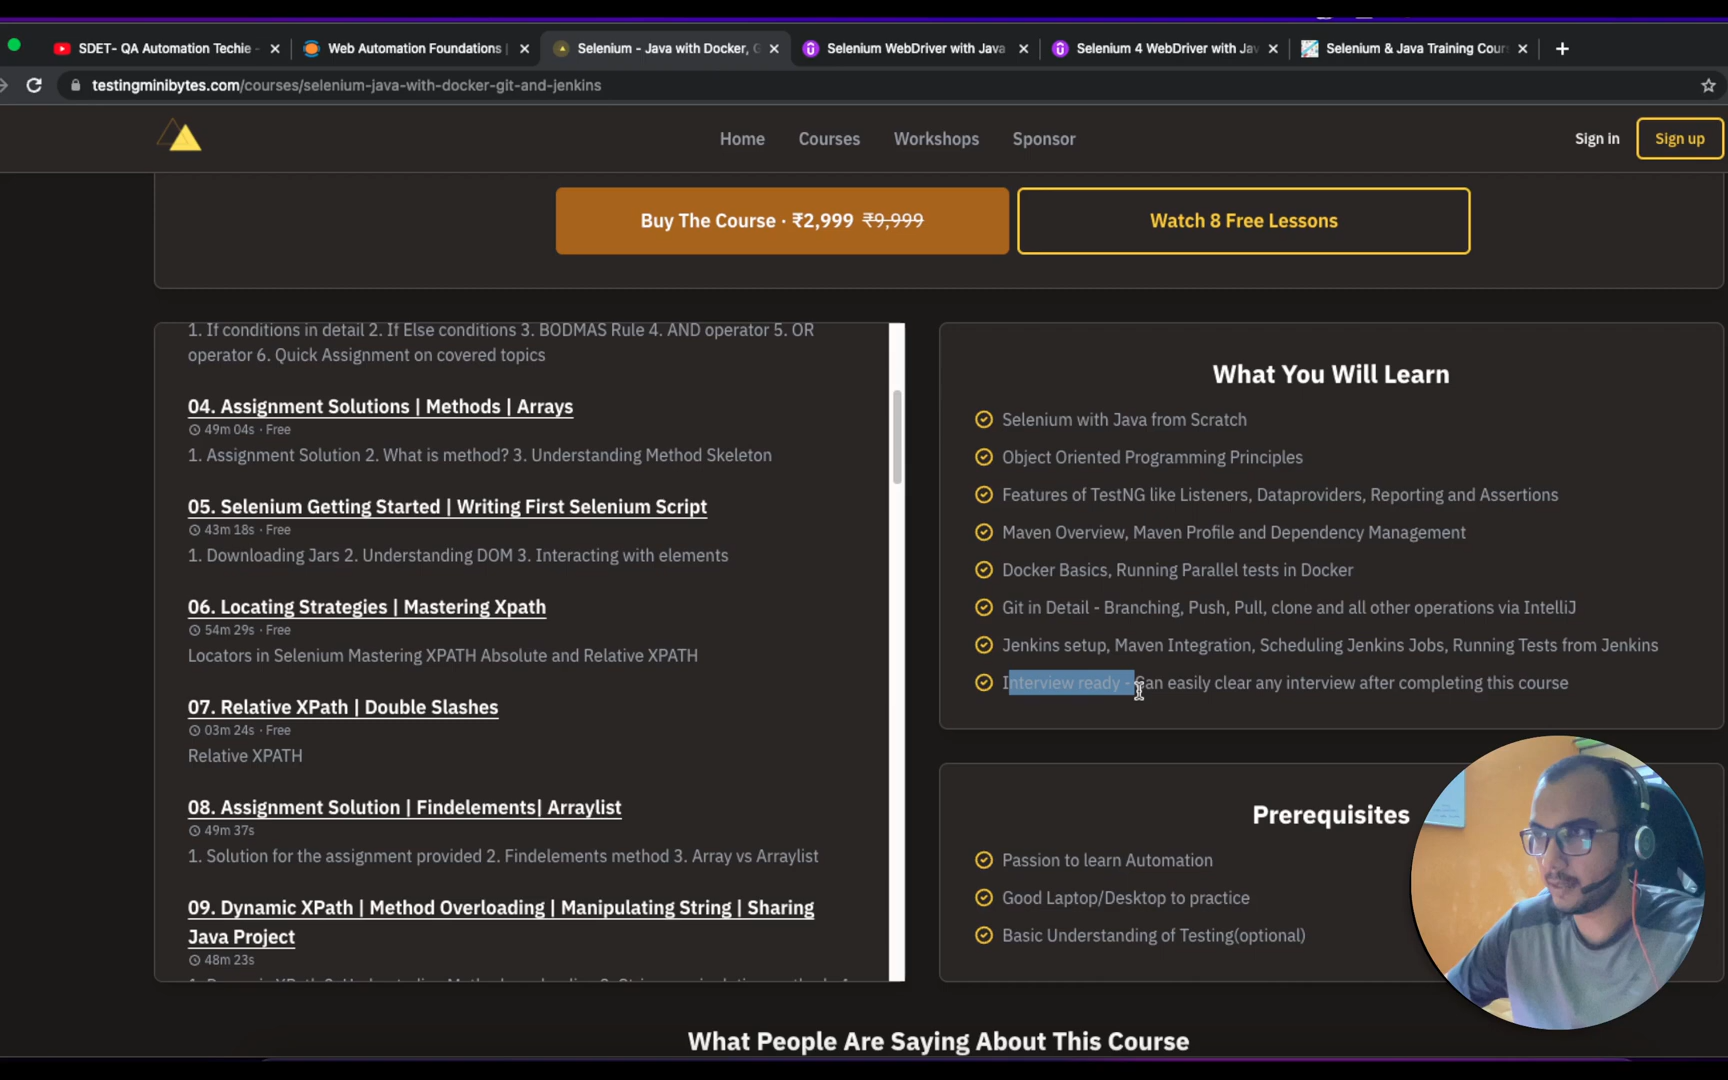 SDET- QA Automation Techie -
Web Automation Foundations |
Selenium - Java with Docker, G
Selenium WebDriver with Java
Selenium 4 WebDriver with Jav
Selenium & Java Training Cour
testingminibytes.com/courses/selenium-java-with-docker-git-and-jenkins
Home
Courses
Workshops
Sponsor
Sign in
Sign up
Buy The Course · ₹2,999 ₹9,999
Watch 8 Free Lessons
1. If conditions in detail 2. If Else conditions 3. BODMAS Rule 4. AND operator 5. OR
operator 6. Quick Assignment on covered topics
04. Assignment Solutions | Methods | Arrays
49m 04s · Free
1. Assignment Solution 2. What is method? 3. Understanding Method Skeleton
05. Selenium Getting Started | Writing First Selenium Script
43m 18s · Free
1. Downloading Jars 2. Understanding DOM 3. Interacting with elements
06. Locating Strategies | Mastering Xpath
54m 29s · Free
Locators in Selenium Mastering XPATH Absolute and Relative XPATH
07. Relative XPath | Double Slashes
03m 24s · Free
Relative XPATH
08. Assignment Solution | Findelements| Arraylist
49m 37s
1. Solution for the assignment provided 2. Findelements method 3. Array vs Arraylist
09. Dynamic XPath | Method Overloading | Manipulating String | Sharing
Java Project
48m 23s
What You Will Learn
Selenium with Java from Scratch
Object Oriented Programming Principles
Features of TestNG like Listeners, Dataproviders, Reporting and Assertions
Maven Overview, Maven Profile and Dependency Management
Docker Basics, Running Parallel tests in Docker
Git in Detail - Branching, Push, Pull, clone and all other operations via IntelliJ
Jenkins setup, Maven Integration, Scheduling Jenkins Jobs, Running Tests from Jenkins
Interview ready - Can easily clear any interview after completing this course
Prerequisites
Passion to learn Automation
Good Laptop/Desktop to practice
Basic Understanding of Testing(optional)
What People Are Saying About This Course